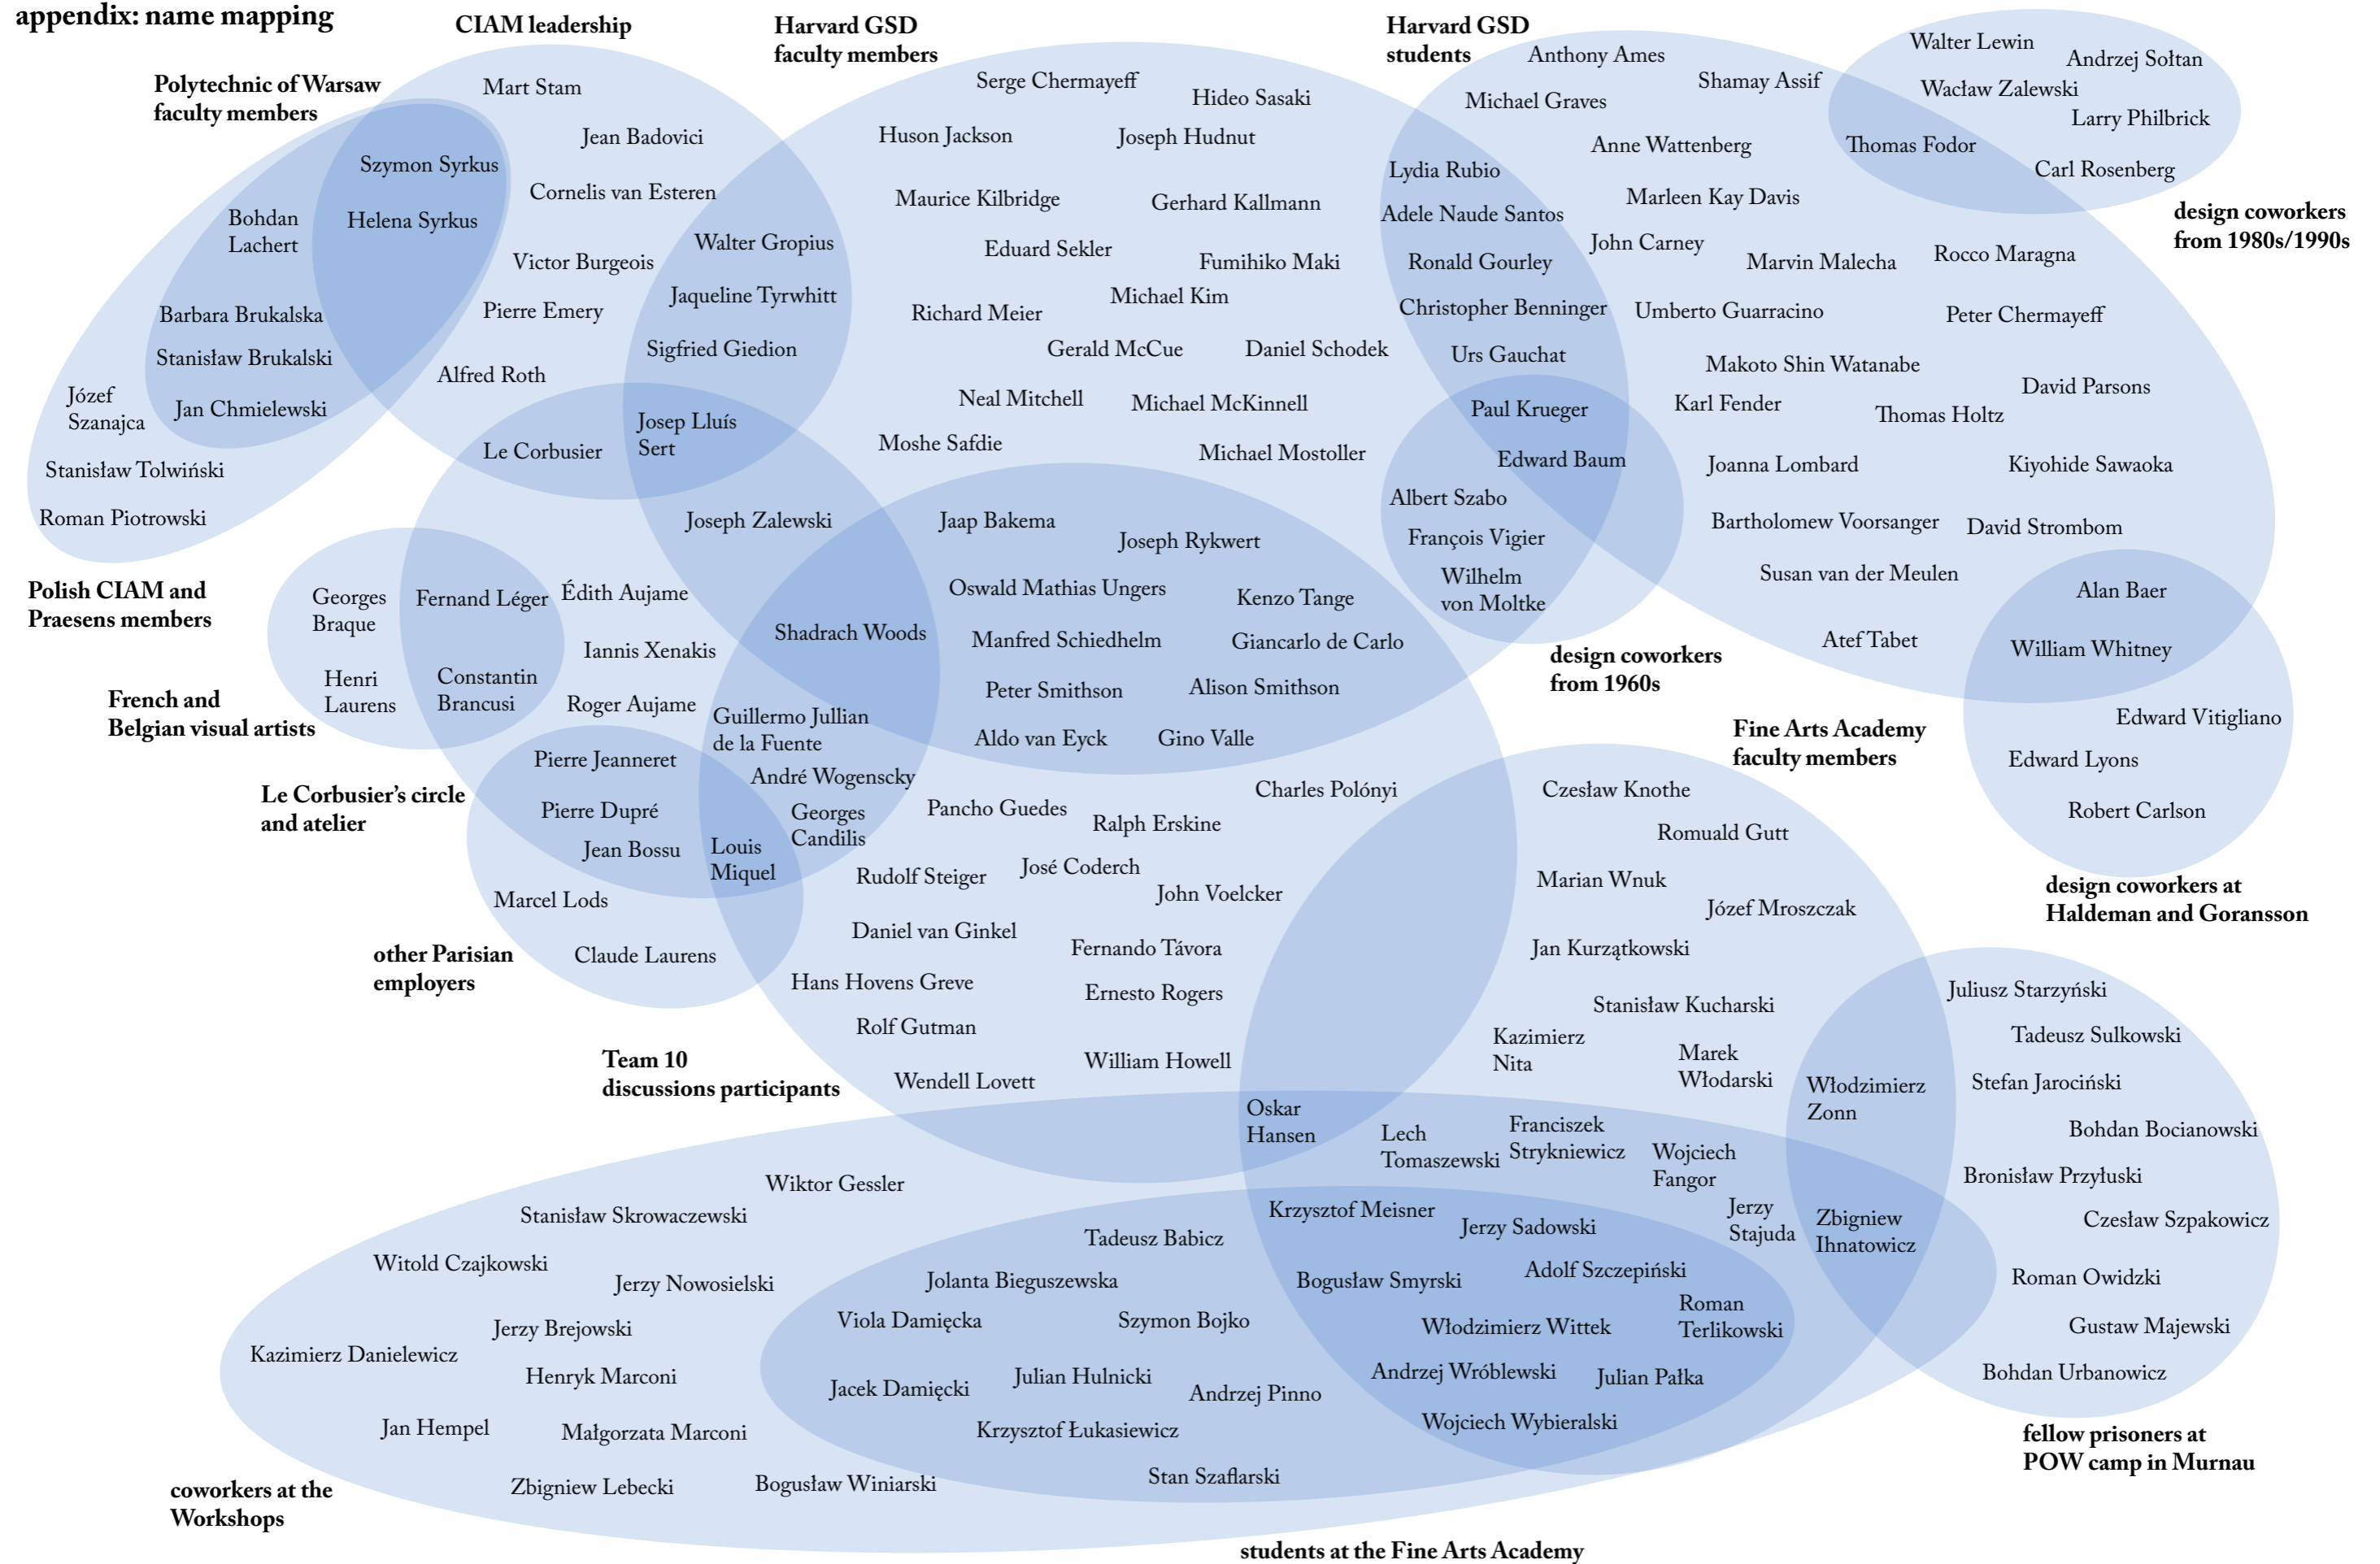 appendix: name mapping
CIAM leadership
Harvard GSD
faculty members
Harvard GSD
students
Polytechnic of Warsaw
faculty members
Mart Stam
Jean Badovici
Szymon Syrkus
Cornelis van Esteren
Helena Syrkus
Bohdan
Lachert
Walter Gropius
Victor Burgeois
Jaqueline Tyrwhitt
Pierre Emery
Barbara Brukalska
Sigfried Giedion
Stanisław Brukalski
Alfred Roth
Józef
Szanajca
Jan Chmielewski
Josep Lluís
Sert
Le Corbusier
Stanisław Tolwiński
Roman Piotrowski
Joseph Zalewski
Polish CIAM and
Praesens members
Serge Chermayeff
Hideo Sasaki
Huson Jackson
Joseph Hudnut
Maurice Kilbridge
Gerhard Kallmann
Eduard Sekler
Fumihiko Maki
Michael Kim
Richard Meier
Gerald McCue
Daniel Schodek
Neal Mitchell
Michael McKinnell
Moshe Safdie
Michael Mostoller
Anthony Ames
Shamay Assif
Michael Graves
Anne Wattenberg
Lydia Rubio
Marleen Kay Davis
Adele Naude Santos
John Carney
Ronald Gourley
Marvin Malecha
Rocco Maragna
Christopher Benninger
Umberto Guarracino
Peter Chermayeff
Urs Gauchat
Makoto Shin Watanabe
David Parsons
Paul Krueger
Karl Fender
Thomas Holtz
Edward Baum
Joanna Lombard
Kiyohide Sawaoka
Albert Szabo
Bartholomew Voorsanger
David Strombom
François Vigier
Susan van der Meulen
Wilhelm
von Moltke
Alan Baer
Atef Tabet
William Whitney
design coworkers
from 1960s
Walter Lewin
Andrzej Sołtan
Wacław Zalewski
Larry Philbrick
Thomas Fodor
Carl Rosenberg
design coworkers
from 1980s/1990s
Edward Vitigliano
Edward Lyons
Robert Carlson
design coworkers at
Haldeman and Goransson
Georges
Braque
Fernand Léger
Édith Aujame
Iannis Xenakis
Henri
Laurens
Constantin
Brancusi
Roger Aujame
French and
Belgian visual artists
Shadrach Woods
Guillermo Jullian
de la Fuente
Pierre Jeanneret
André Wogenscky
Le Corbusier's circle
and atelier
Pierre Dupré
Georges
Candilis
Jean Bossu
Louis
Miquel
Marcel Lods
Claude Laurens
other Parisian
employers
Jaap Bakema
Joseph Rykwert
Oswald Mathias Ungers
Kenzo Tange
Manfred Schiedhelm
Giancarlo de Carlo
Peter Smithson
Alison Smithson
Aldo van Eyck
Gino Valle
Charles Polónyi
Pancho Guedes
Ralph Erskine
Rudolf Steiger
José Coderch
John Voelcker
Daniel van Ginkel
Fernando Távora
Hans Hovens Greve
Ernesto Rogers
Rolf Gutman
William Howell
Wendell Lovett
Team 10
discussions participants
Fine Arts Academy
faculty members
Czesław Knothe
Romuald Gutt
Marian Wnuk
Józef Mroszczak
Jan Kurzątkowski
Stanisław Kucharski
Kazimierz
Nita
Marek
Włodarski
Włodzimierz
Zonn
Oskar
Hansen
Lech
Tomaszewski
Franciszek
Strykniewicz
Wojciech
Fangor
Jerzy
Stajuda
Zbigniew
Ihnatowicz
Juliusz Starzyński
Tadeusz Sulkowski
Stefan Jarociński
Bohdan Bocianowski
Bronisław Przyłuski
Czesław Szpakowicz
Roman Owidzki
Gustaw Majewski
Bohdan Urbanowicz
fellow prisoners at
POW camp in Murnau
Wiktor Gessler
Stanisław Skrowaczewski
Witold Czajkowski
Jerzy Nowosielski
Jerzy Brejowski
Kazimierz Danielewicz
Henryk Marconi
Jan Hempel
Małgorzata Marconi
Zbigniew Lebecki
Bogusław Winiarski
coworkers at the
Workshops
Krzysztof Meisner
Jerzy Sadowski
Tadeusz Babicz
Jolanta Bieguszewska
Bogusław Smyrski
Adolf Szczepiński
Viola Damięcka
Szymon Bojko
Włodzimierz Wittek
Roman
Terlikowski
Jacek Damięcki
Julian Hulnicki
Andrzej Pinno
Andrzej Wróblewski
Julian Pałka
Krzysztof Łukasiewicz
Wojciech Wybieralski
Stan Szaflarski
students at the Fine Arts Academy